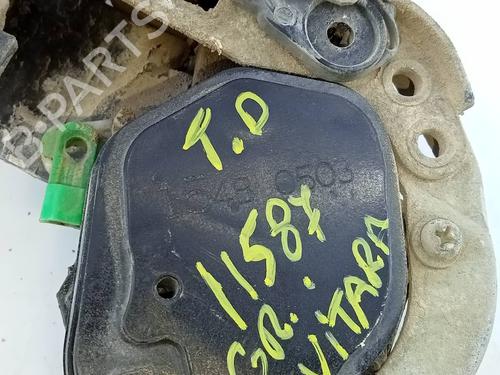 B-PARTS
T.D
11587
GR.
VITARA